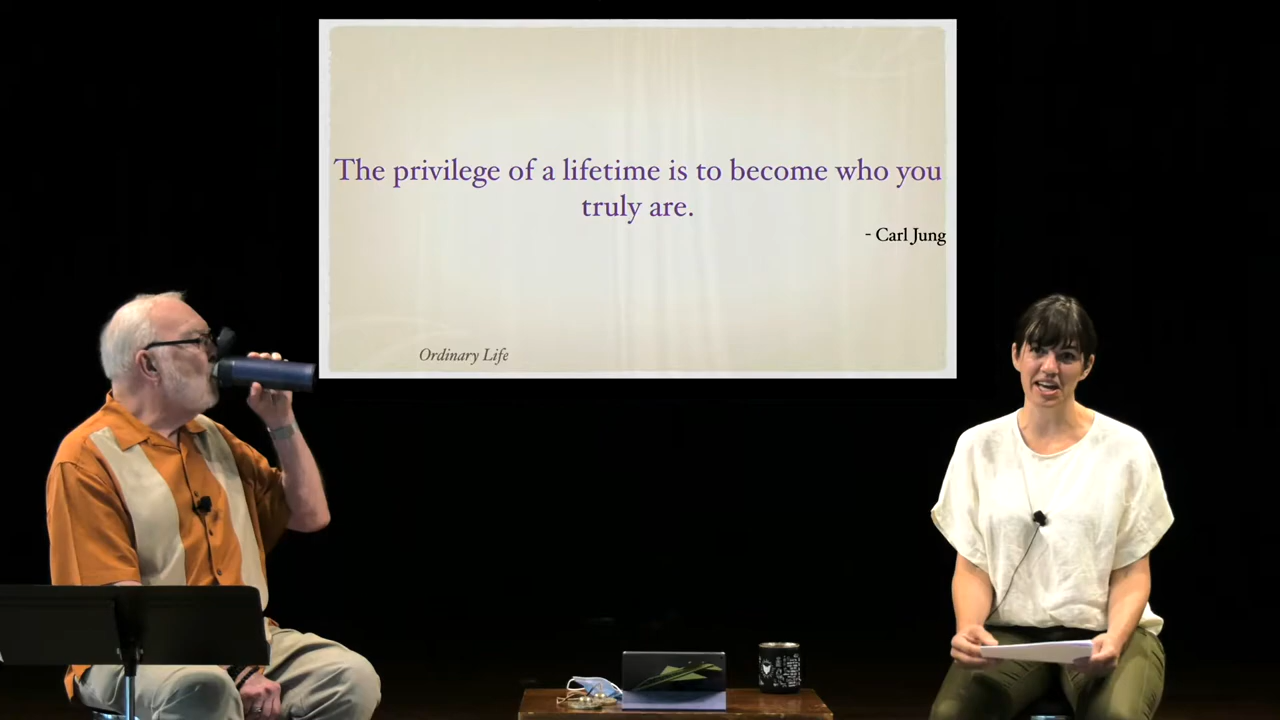 The privilege of a lifetime is to become who you
truly are.
- Carl Jung
Ordinary Life